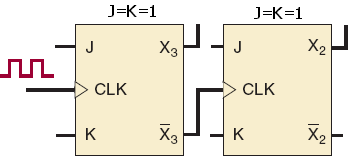 J=K=1 J=K=1
J X₃ J X₂
CLK CLK
K X̅₃ K X̅₂